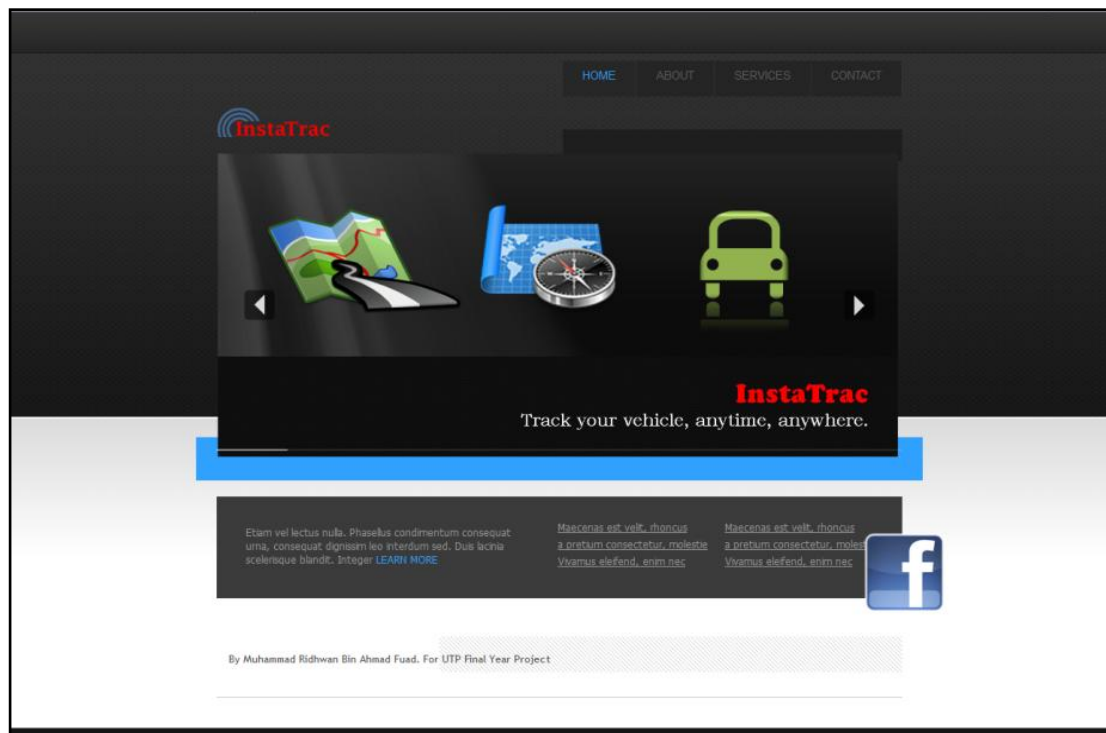 HOME ABOUT SERVICES CONTACT
InstaTrac
InstaTrac
Track your vehicle, anytime, anywhere.
Etiam vel lectus nulla. Phasellus condimentum consequat
urna, consequat dignissim leo interdum sed. Duis lacinia
scelerisque blandit. Integer LEARN MORE
Maecenas est velit, rhoncus
a pretium consectetur, molestie
Vivamus eleifend, enim nec
Maecenas est velit, rhoncus
a pretium consectetur, molest
Vivamus eleifend, enim nec
f
By Muhammad Ridhwan Bin Ahmad Fuad. For UTP Final Year Project